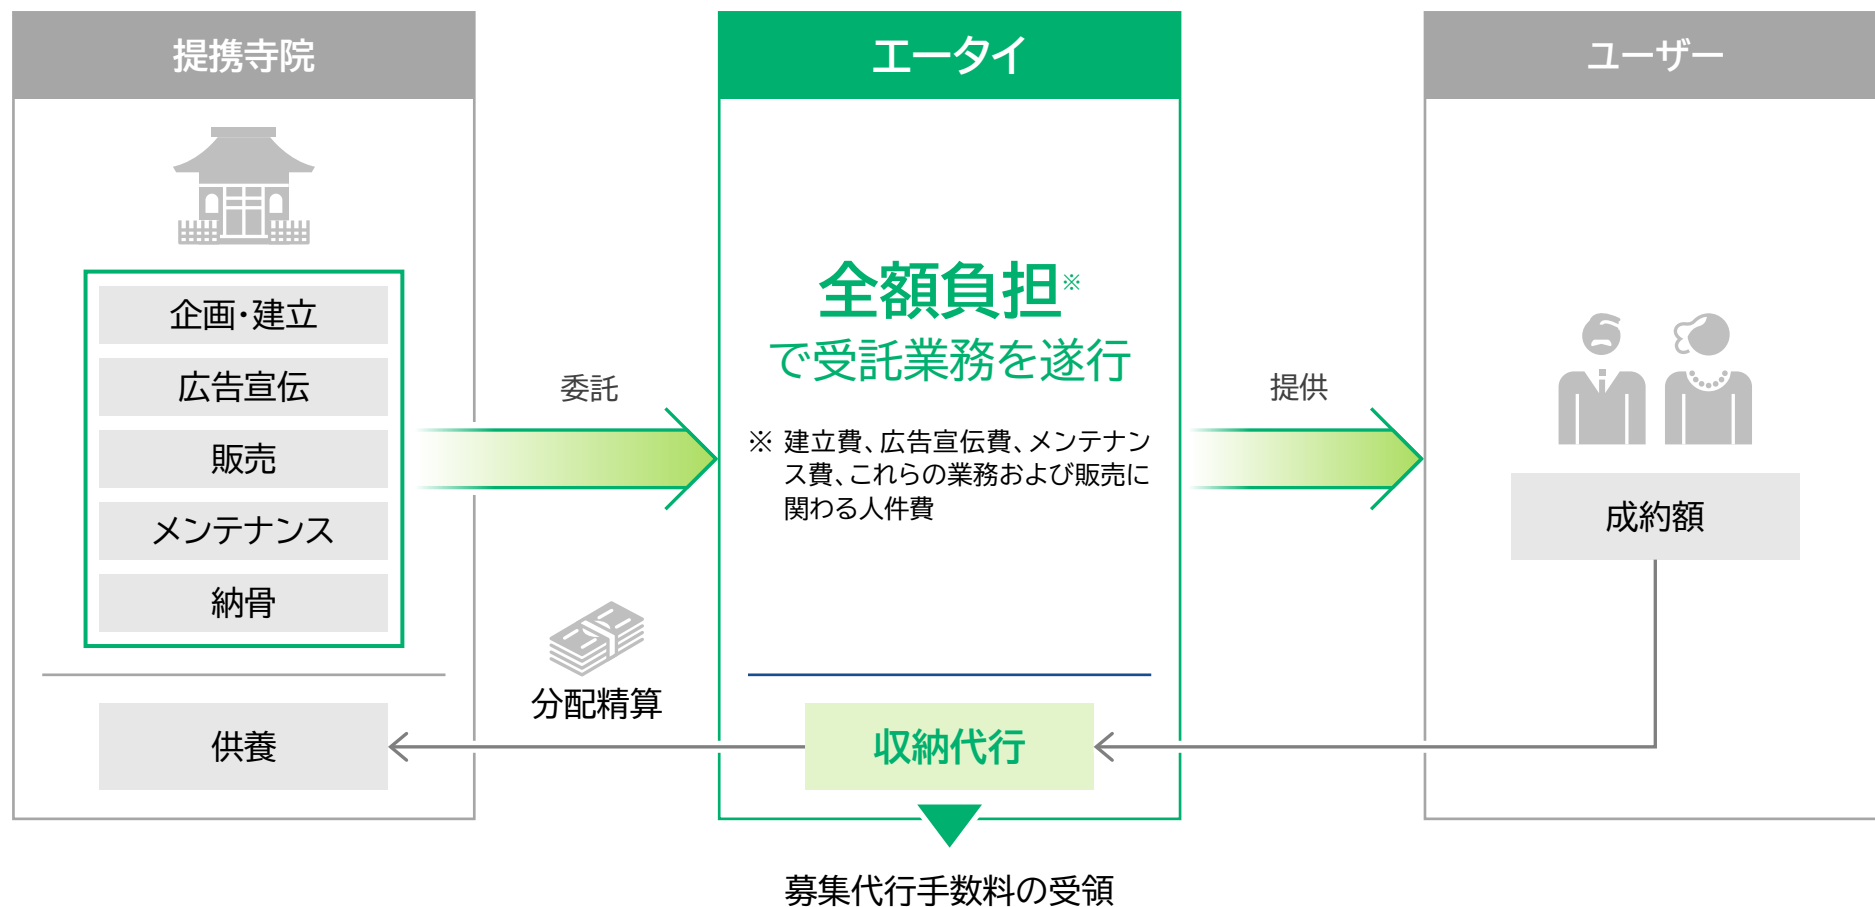 提携寺院
企画・建立
広告宣伝
販売
メンテナンス
納骨
供養
委託
分配精算
エータイ
全額負担※
で受託業務を遂行
※ 建立費、広告宣伝費、メンテナン
ス費、これらの業務および販売に
関わる人件費
収納代行
募集代行手数料の受領
提供
ユーザー
成約額